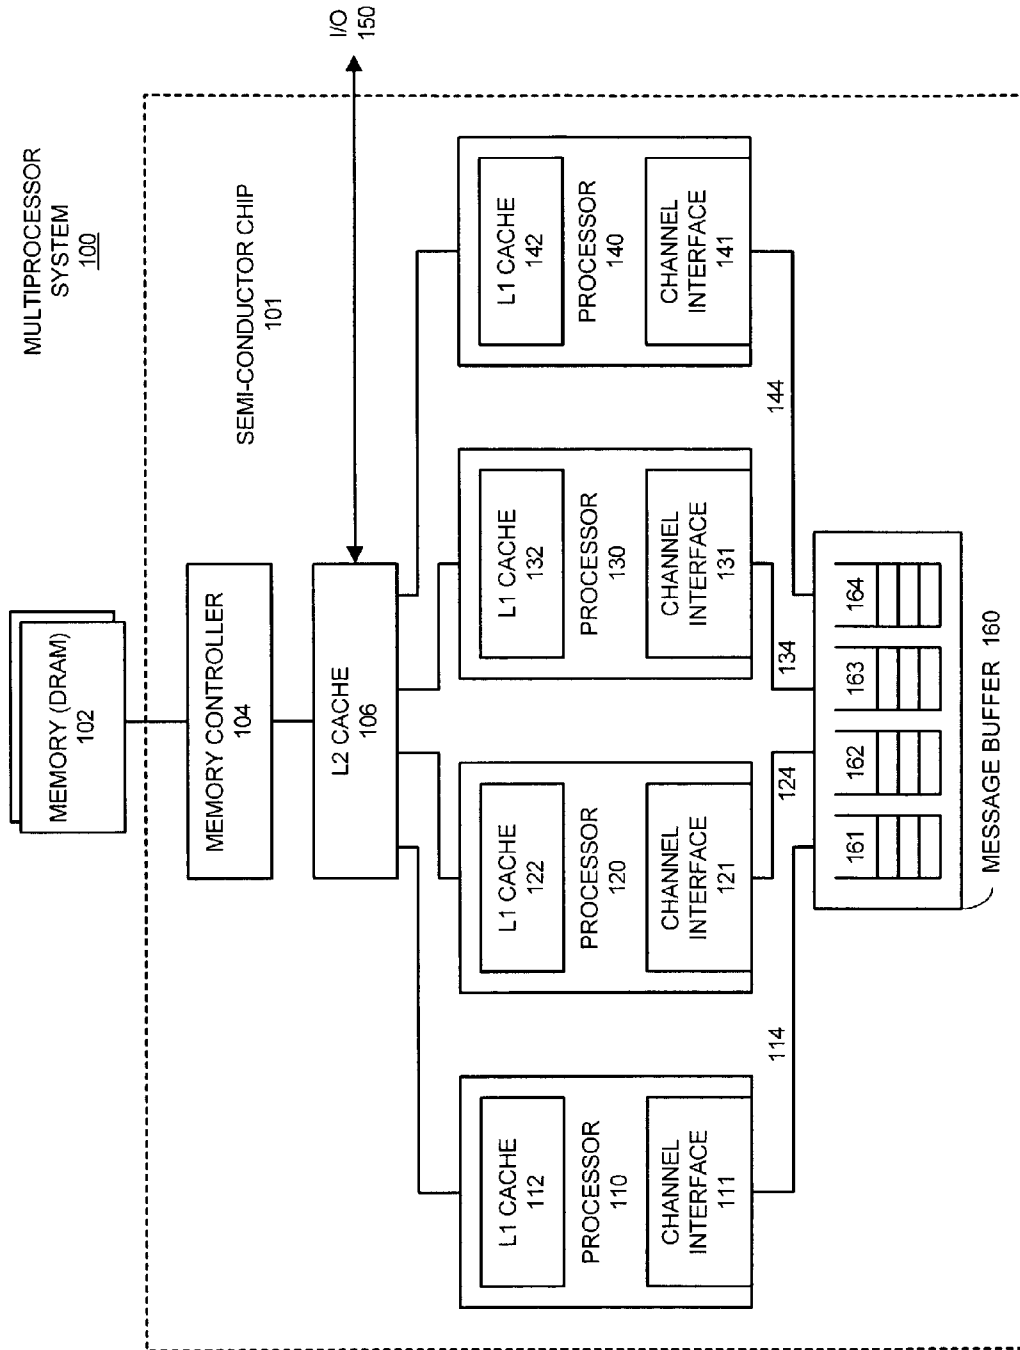 MULTIPROCESSOR
SYSTEM
100
SEMI-CONDUCTOR CHIP
101
I/O
150
MEMORY (DRAM)
102
MEMORY CONTROLLER
104
L2 CACHE
106
L1 CACHE
112
PROCESSOR
110
CHANNEL
INTERFACE
111
L1 CACHE
122
PROCESSOR
120
CHANNEL
INTERFACE
121
L1 CACHE
132
PROCESSOR
130
CHANNEL
INTERFACE
131
L1 CACHE
142
PROCESSOR
140
CHANNEL
INTERFACE
141
114
124
134
144
161
162
163
164
MESSAGE BUFFER 160